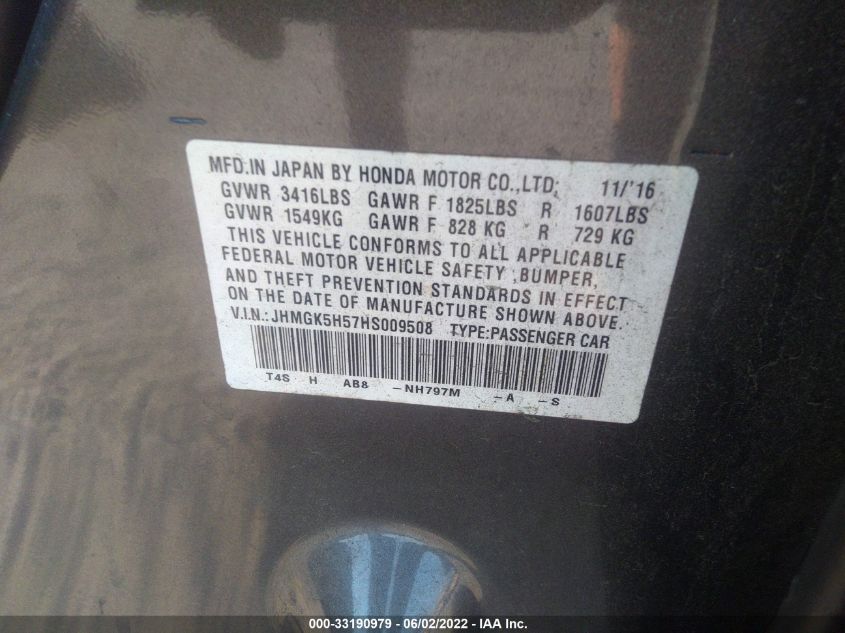 MFD.IN JAPAN BY HONDA MOTOR CO.,LTD; 11/'16
GVWR 3416LBS GAWR F 1825LBS R 1607LBS
GVWR 1549KG GAWR F 828 KG R 729 KG
THIS VEHICLE CONFORMS TO ALL APPLICABLE
FEDERAL MOTOR VEHICLE SAFETY ,BUMPER,
AND THEFT PREVENTION STANDARDS IN EFFECT
ON THE DATE OF MANUFACTURE SHOWN ABOVE.
V.I.N.:JHMGK5H57HS009508 TYPE:PASSENGER CAR
T4S H AB8 -NH797M -A -S
000-33190979 - 06/02/2022 - IAA Inc.